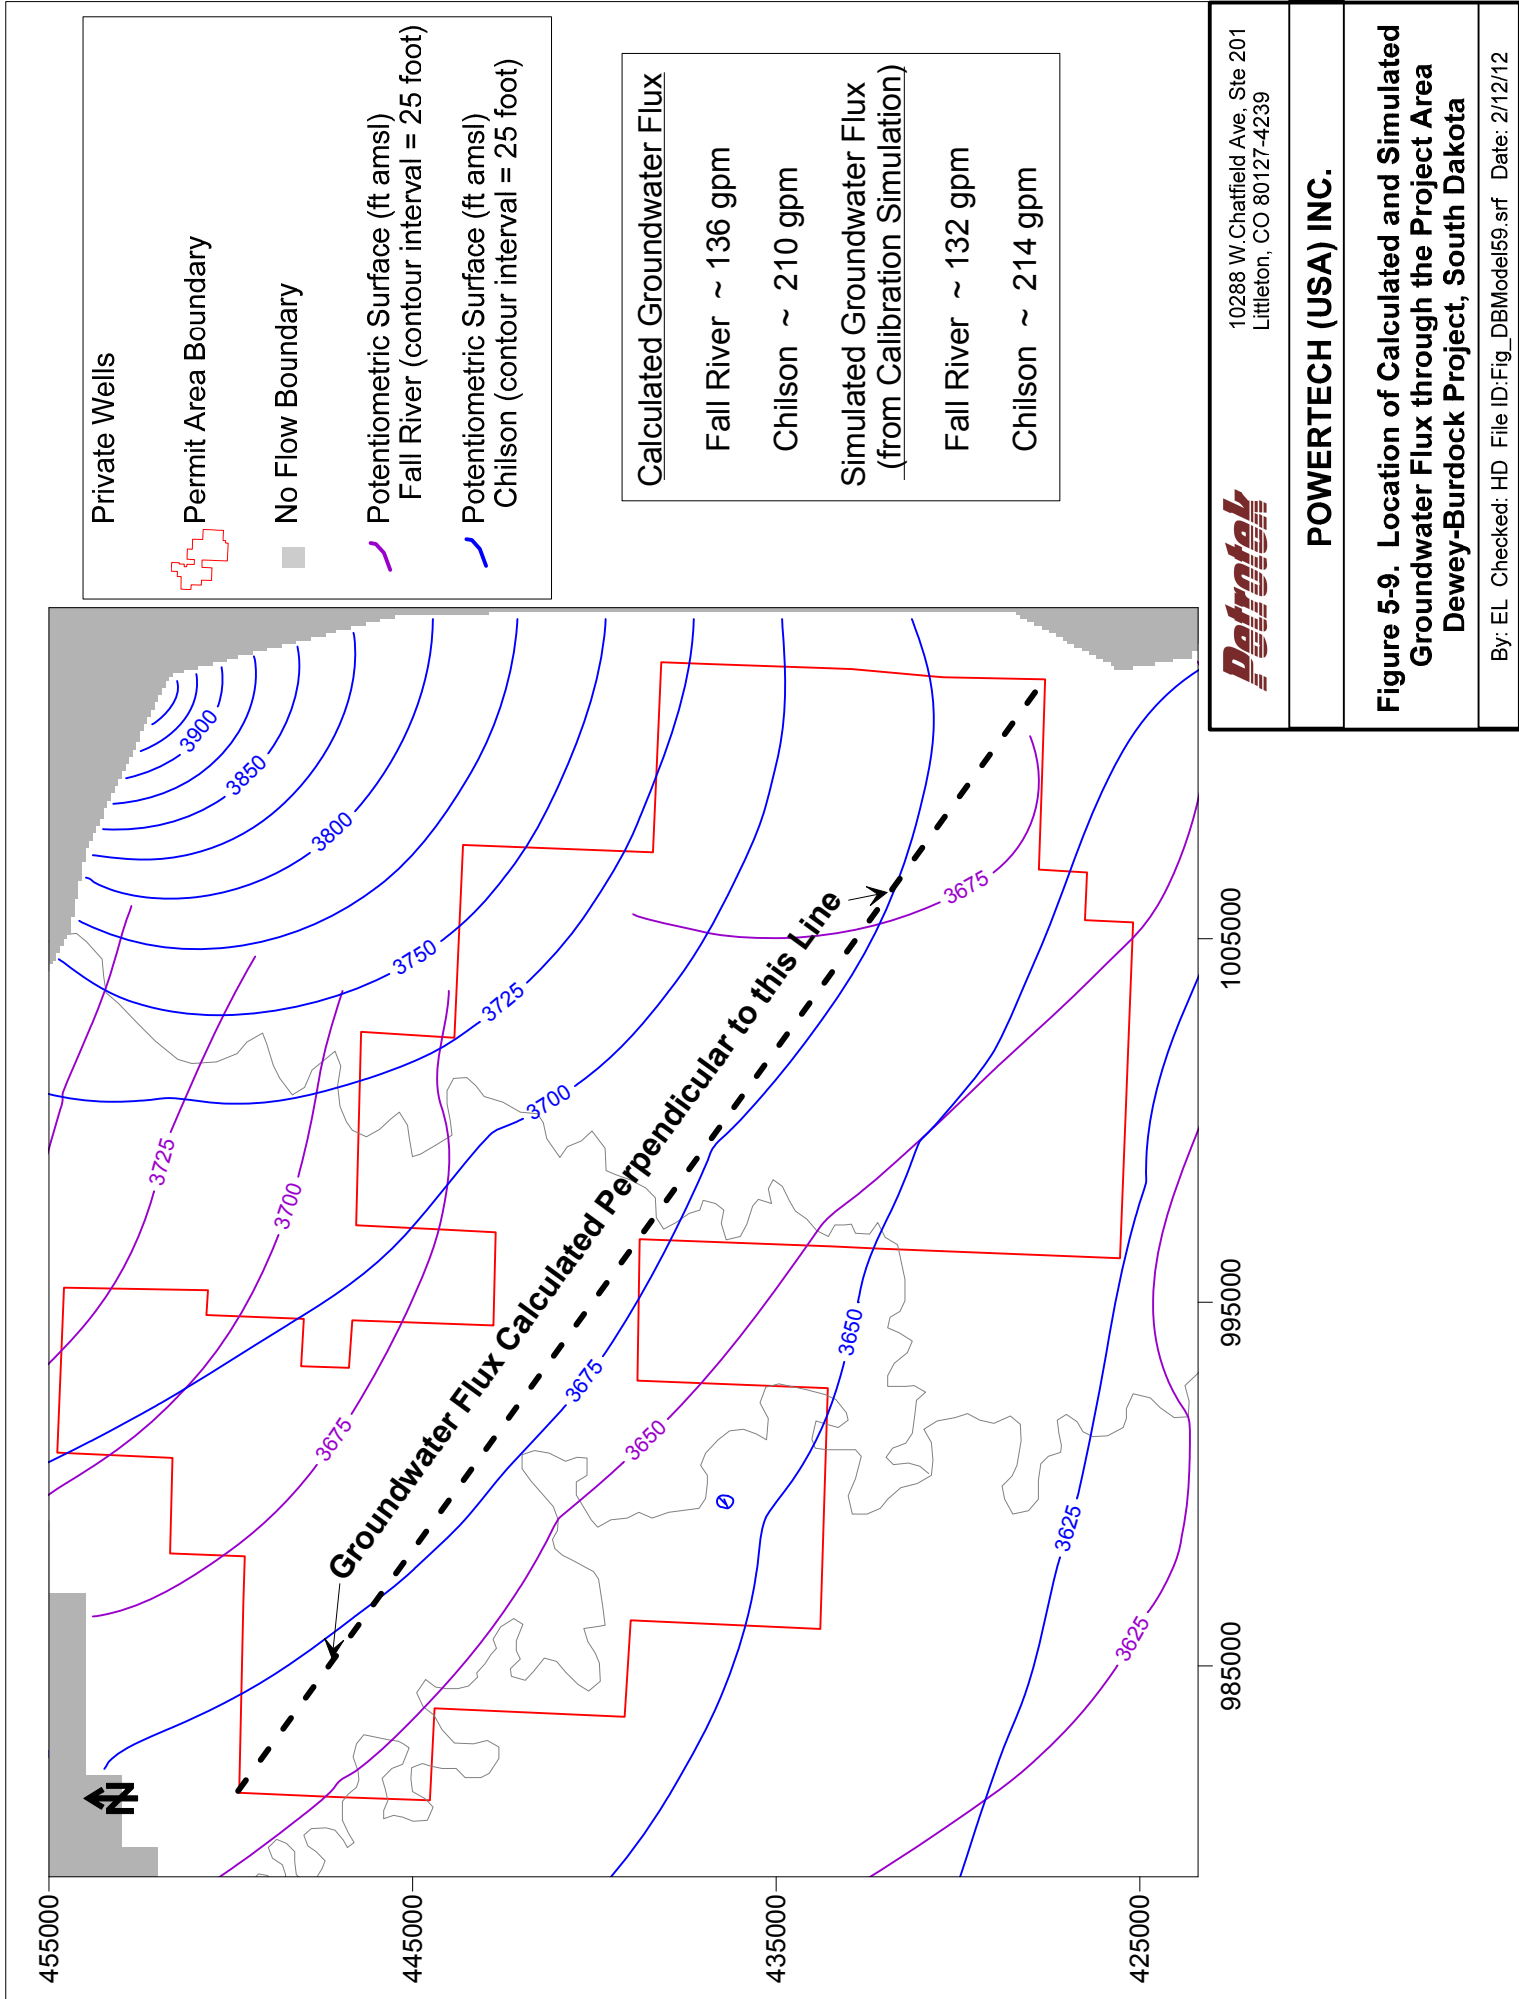 Private Wells
Permit Area Boundary
No Flow Boundary
Potentiometric Surface (ft amsl)
Fall River (contour interval = 25 foot)
Potentiometric Surface (ft amsl)
Chilson (contour interval = 25 foot)
Calculated Groundwater Flux
Fall River ~ 136 gpm
Chilson ~ 210 gpm
Simulated Groundwater Flux
(from Calibration Simulation)
Fall River ~ 132 gpm
Chilson ~ 214 gpm
N
3900
3850
3800
3750
3725
3700
3675
3650
3625
3725
3700
3675
3675
3650
3625
0
Groundwater Flux Calculated Perpendicular to this Line
455000
445000
435000
425000
985000
995000
1005000
Petrotek
10288 W.Chatfield Ave, Ste 201
Littleton, CO 80127-4239
POWERTECH (USA) INC.
Figure 5-9. Location of Calculated and Simulated
Groundwater Flux through the Project Area
Dewey-Burdock Project, South Dakota
By: EL Checked: HD File ID:Fig_DBModel59.srf Date: 2/12/12